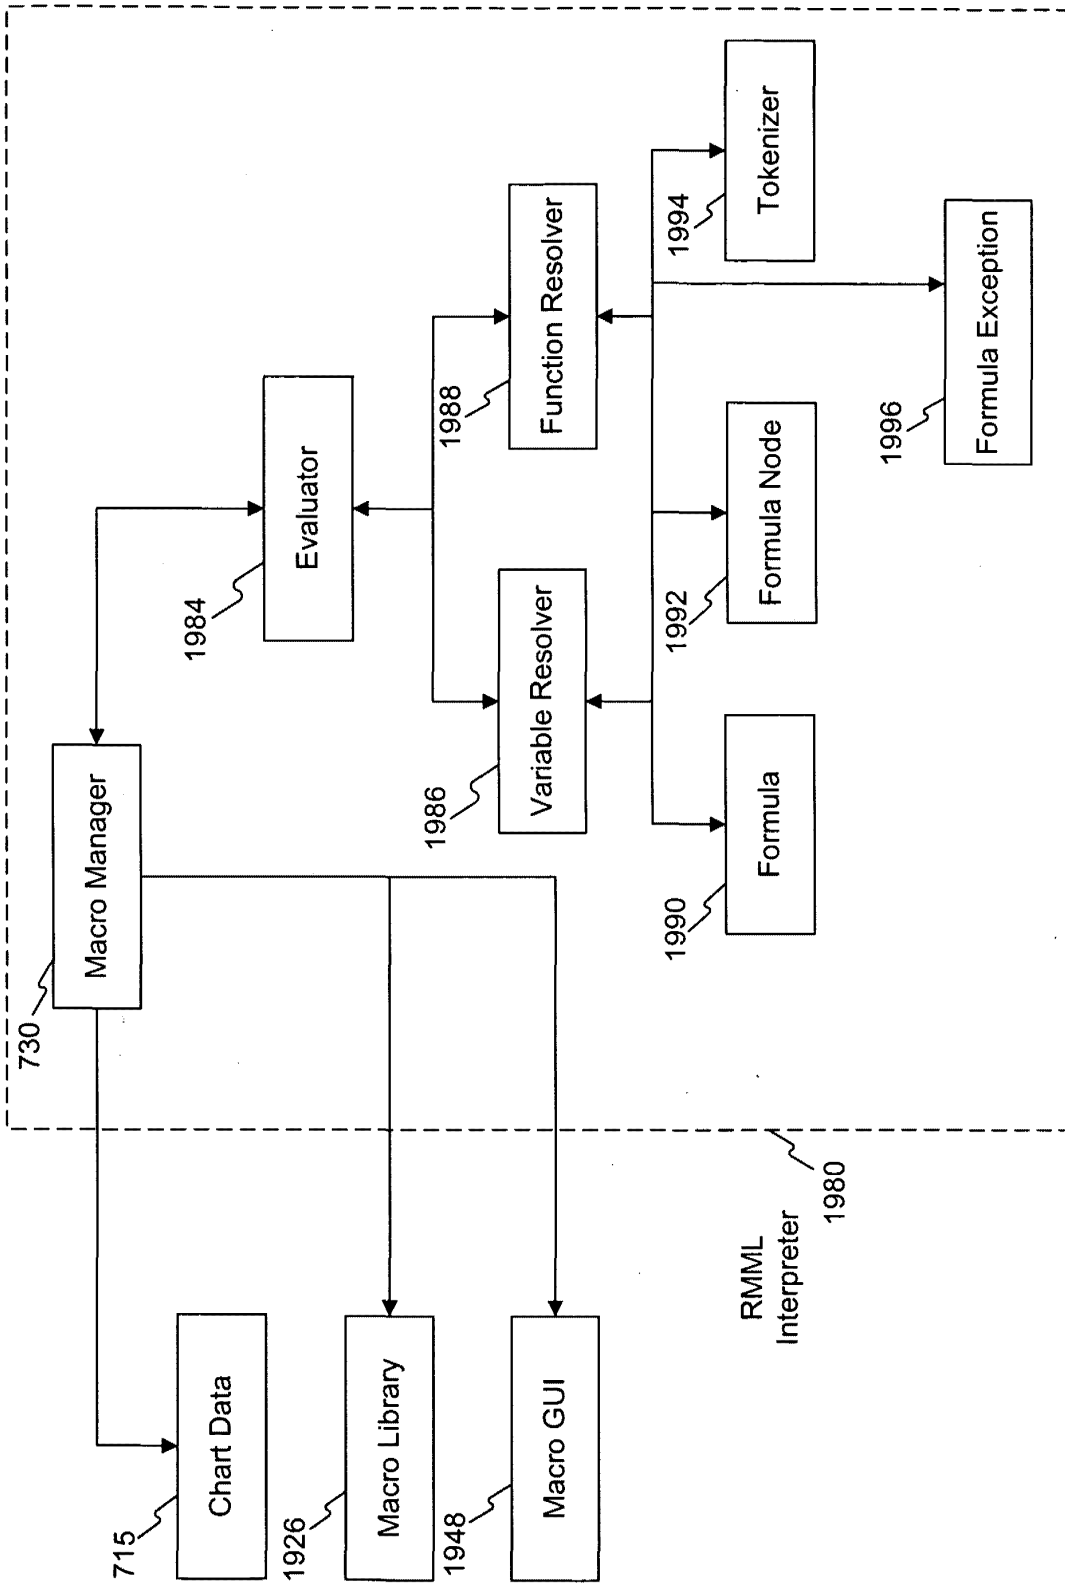 730
Macro Manager
715
Chart Data
1984
Evaluator
1926
Macro Library
1986
Variable Resolver
1988
Function Resolver
1948
Macro GUI
RMML
Interpreter
1980
1990
Formula
1992
Formula Node
1994
Tokenizer
1996
Formula Exception